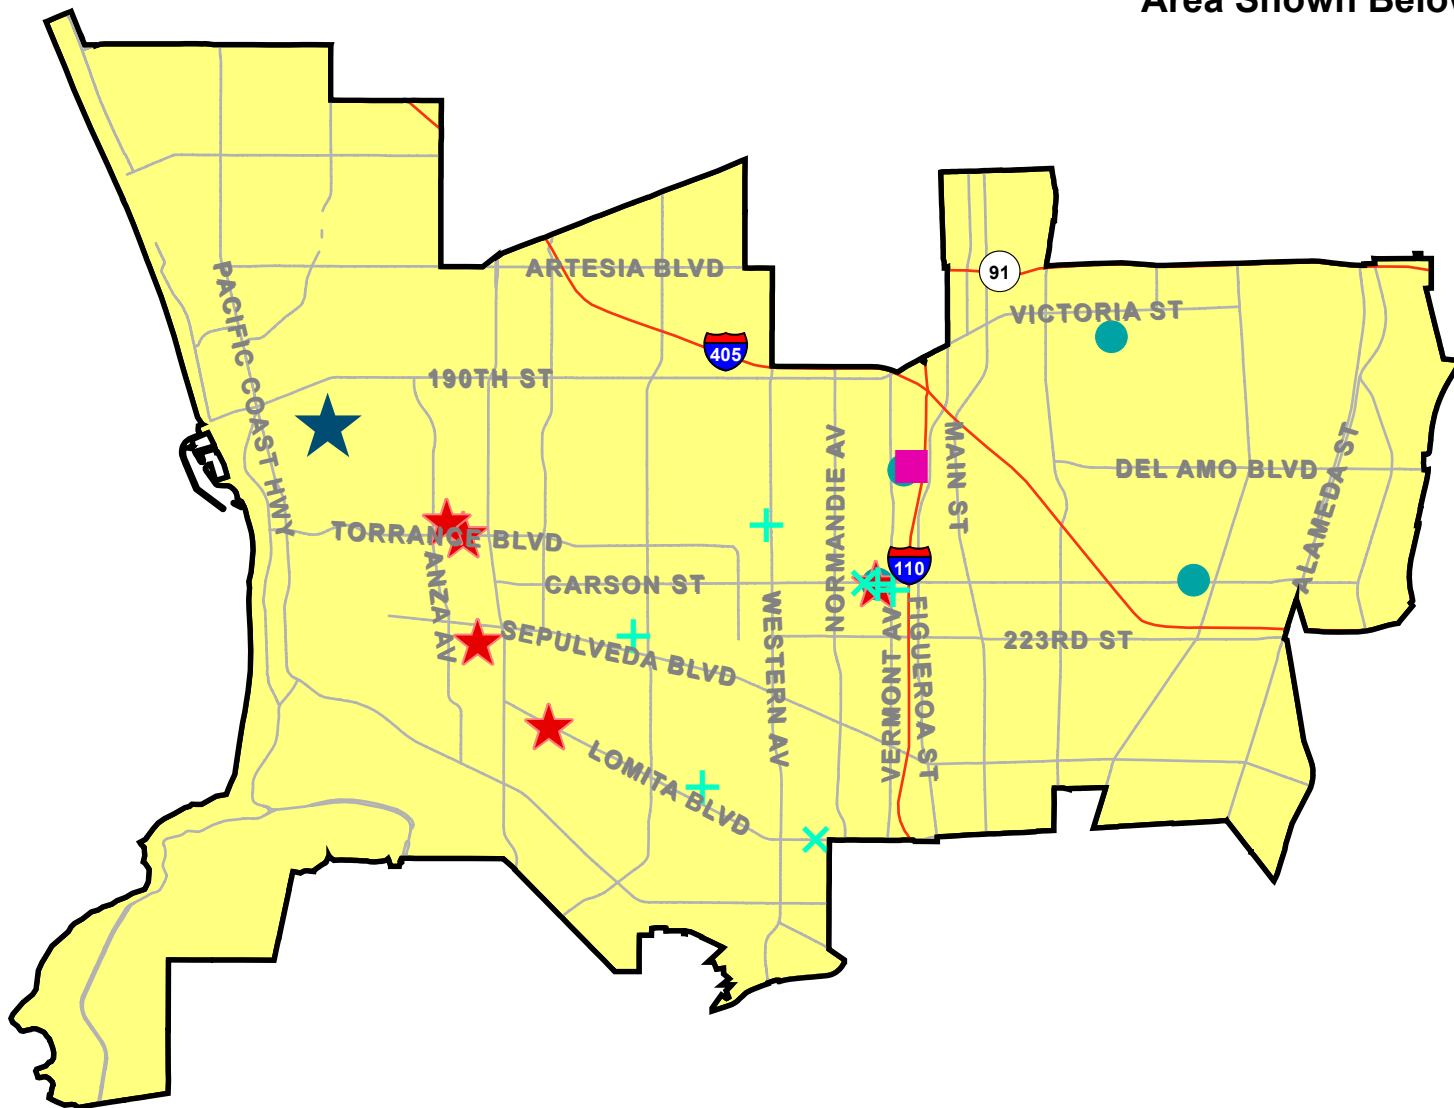 Area Shown Below
91
ARTESIA BLVD
VICTORIA ST
PACIFIC COAST HWY
405
190TH ST
NORMANDIE AV
MAIN ST
DEL AMO BLVD
ALAMEDA ST
TORRANCE BLVD
ANZA AV
CARSON ST
110
WESTERN AV
VERMONT AV
FIGUEROA ST
SEPULVEDA BLVD
223RD ST
LOMITA BLVD